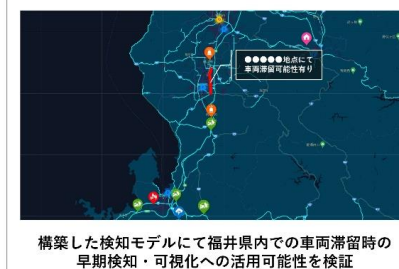 ●●●●●地点にて
車両滞留可能性有り
構築した検知モデルにて福井県内での車両滞留時の
早期検知・可視化への活用可能性を検証